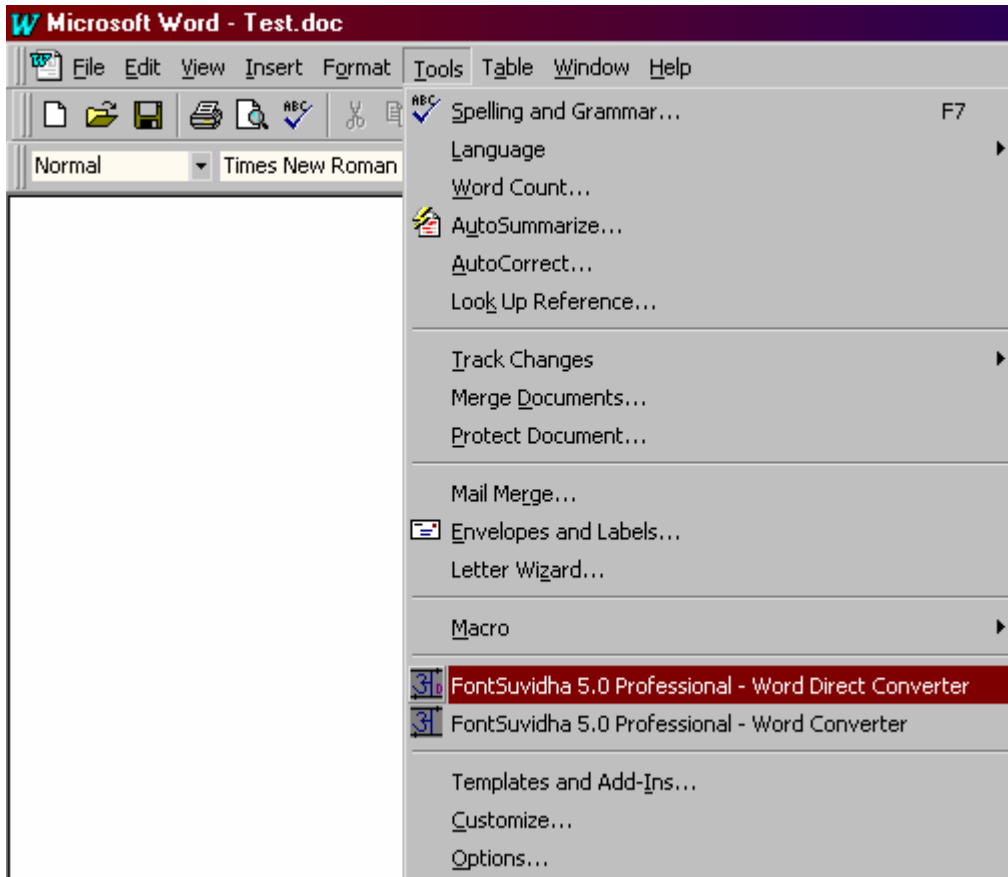 Microsoft Word - Test.doc
File Edit View Insert Format Tools Table Window Help
ABC
Normal Times New Roman
ABC Spelling and Grammar... F7
Language
Word Count...
AutoSummarize...
AutoCorrect...
Look Up Reference...
Track Changes
Merge Documents...
Protect Document...
Mail Merge...
Envelopes and Labels...
Letter Wizard...
Macro
अ D FontSuvidha 5.0 Professional - Word Direct Converter
अ FontSuvidha 5.0 Professional - Word Converter
Templates and Add-Ins...
Customize...
Options...